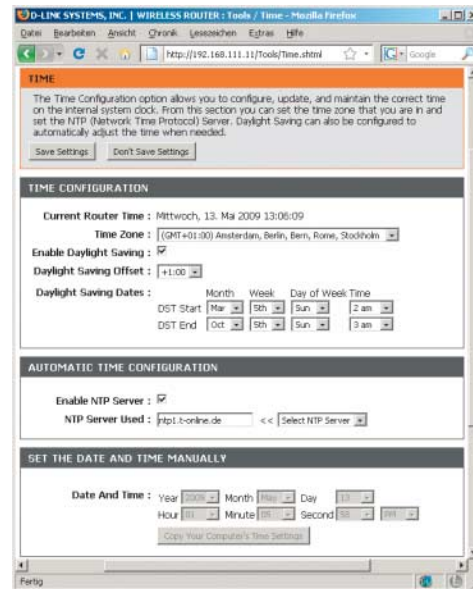 D-LINK SYSTEMS, INC. | WIRELESS ROUTER : Tools / Time - Mozilla Firefox
Datei Bearbeiten Ansicht Chronik Lesezeichen Extras Hilfe
http://192.168.111.11/Tools/Time.shtml
Google
TIME
The Time Configuration option allows you to configure, update, and maintain the correct time
on the internal system clock. From this section you can set the time zone that you are in and
set the NTP (Network Time Protocol) Server. Daylight Saving can also be configured to
automatically adjust the time when needed.
Save Settings Don't Save Settings
TIME CONFIGURATION
Current Router Time : Mittwoch, 13. Mai 2009 13:06:09
Time Zone : (GMT+01:00) Amsterdam, Berlin, Bern, Rome, Stockholm
Enable Daylight Saving :
Daylight Saving Offset : +1:00
Daylight Saving Dates : Month Week Day of Week Time
DST Start Mar 5th Sun 2 am
DST End Oct 5th Sun 3 am
AUTOMATIC TIME CONFIGURATION
Enable NTP Server :
NTP Server Used : ntp1.t-online.de << Select NTP Server
SET THE DATE AND TIME MANUALLY
Date And Time : Year 2009 Month May Day 13
Hour 01 Minute 05 Second 58 PM
Copy Your Computer's Time Settings
Fertig